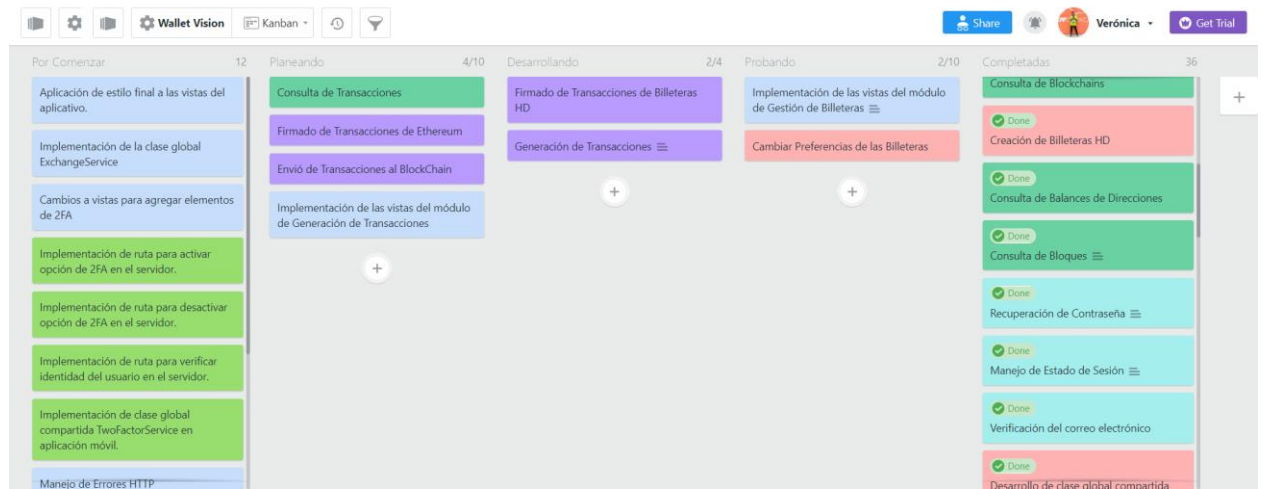 Wallet Vision
Kanban
Share
Verónica
Get Trial
Por Comenzar 12
Aplicación de estilo final a las vistas del
aplicativo.
Implementación de la clase global
ExchangeService
Cambios a vistas para agregar elementos
de 2FA
Implementación de ruta para activar
opción de 2FA en el servidor.
Implementación de ruta para desactivar
opción de 2FA en el servidor.
Implementación de ruta para verificar
identidad del usuario en el servidor.
Implementación de clase global
compartida TwoFactorService en
aplicación móvil.
Manejo de Errores HTTP
Planeando 4/10
Consulta de Transacciones
Firmado de Transacciones de Ethereum
Envió de Transacciones al BlockChain
Implementación de las vistas del módulo
de Generación de Transacciones
Desarrollando 2/4
Firmado de Transacciones de Billeteras
HD
Generación de Transacciones
Probando 2/10
Implementación de las vistas del módulo
de Gestión de Billeteras
Cambiar Preferencias de las Billeteras
Completadas 36
Consulta de Blockchains
Done
Creación de Billeteras HD
Done
Consulta de Balances de Direcciones
Done
Consulta de Bloques
Done
Recuperación de Contraseña
Done
Manejo de Estado de Sesión
Done
Verificación del correo electrónico
Done
Desarrollo de clase global compartida